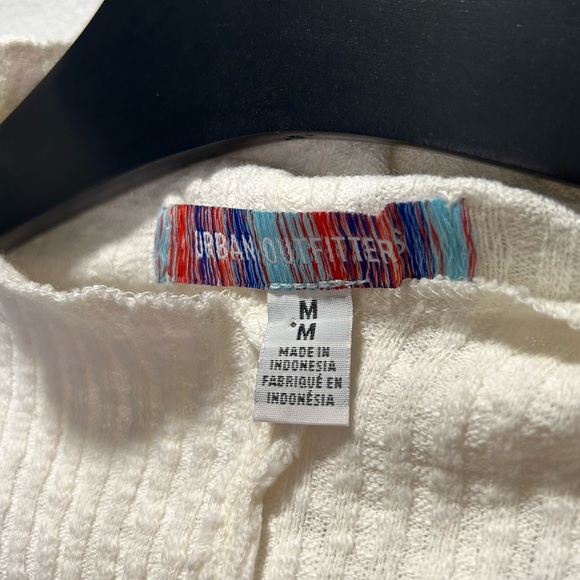 URBAN OUTFITTERS
M
°M
MADE IN
INDONESIA
FABRIQUÉ EN
INDONÉSIA